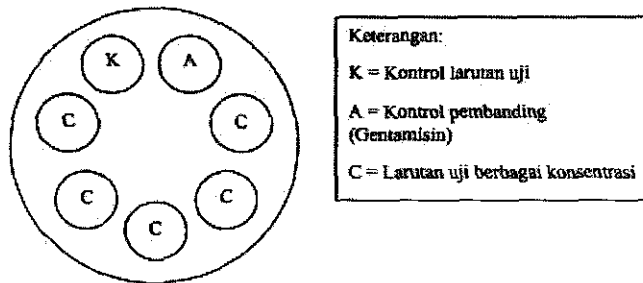 K A
C C
C C
C
Keterangan:
K = Kontrol larutan uji
A = Kontrol pembanding
(Gentamisin)
C = Larutan uji berbagai konsentrasi